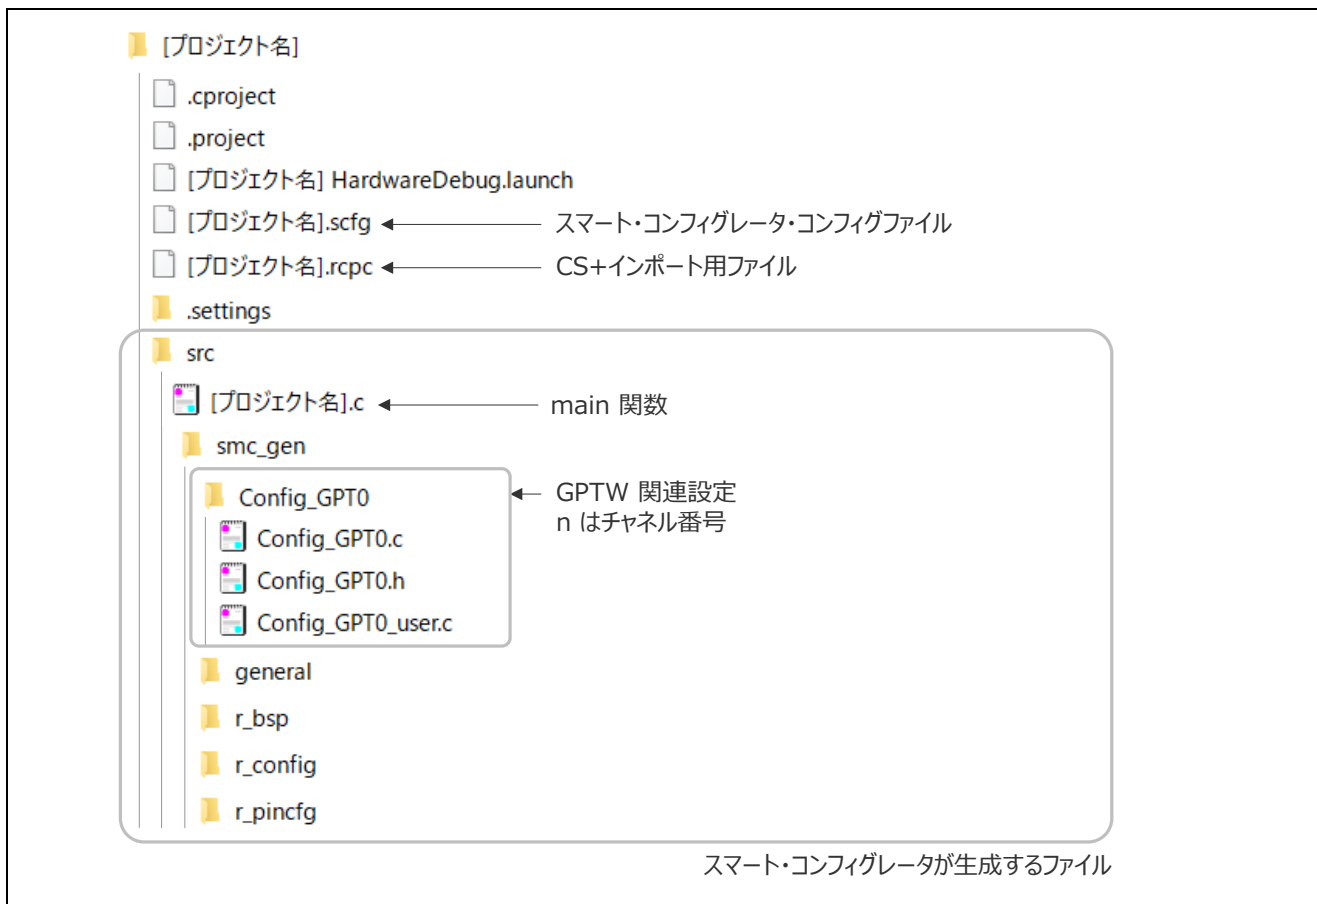 [プロジェクト名]
.cproject
.project
[プロジェクト名] HardwareDebug.launch
[プロジェクト名].scfg
スマート・コンフィグレータ・コンフィグファイル
[プロジェクト名].rcpc
CS+インポート用ファイル
.settings
src
[プロジェクト名].c
main 関数
smc_gen
Config_GPT0
GPTW 関連設定
n はチャネル番号
Config_GPT0.c
Config_GPT0.h
Config_GPT0_user.c
general
r_bsp
r_config
r_pincfg
スマート・コンフィグレータが生成するファイル